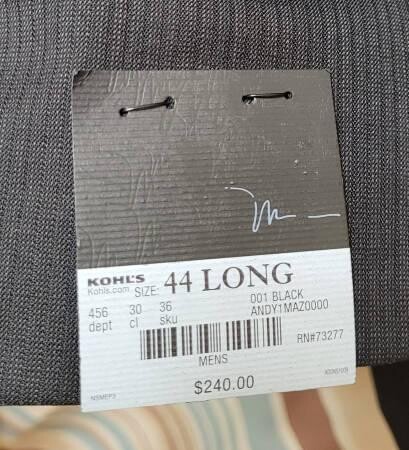 KOHL'S
Kohls.com
SIZE: 44 LONG
456 30 36
dept cl sku
001 BLACK
ANDY1MAZ0000
RN#73277
MENS
$240.00
NSMEP3